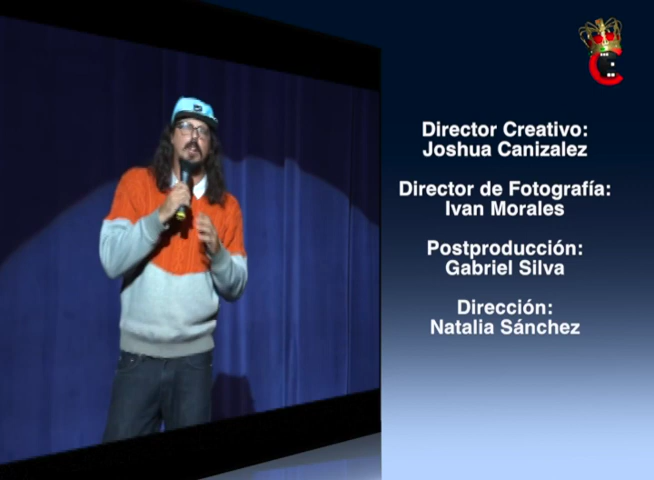 Director Creativo:
Joshua Canizalez
Director de Fotografía:
Ivan Morales
Postproducción:
Gabriel Silva
Dirección:
Natalia Sánchez